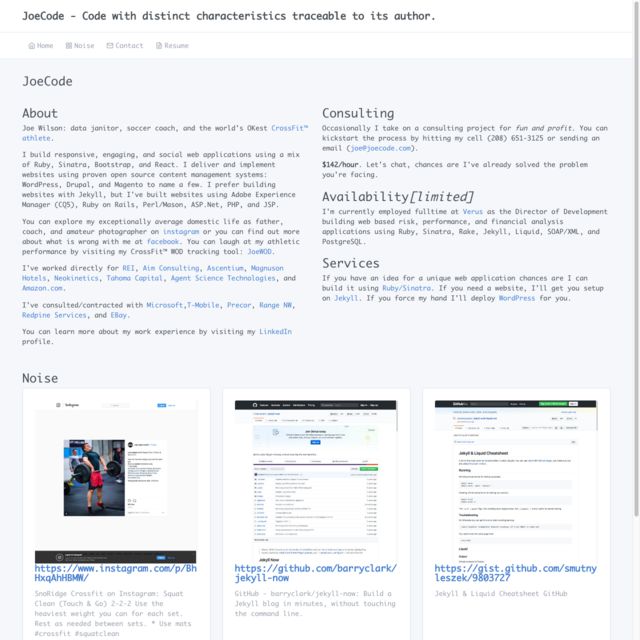 JoeCode - Code with distinct characteristics traceable to its author.
Home Noise Contact Resume
JoeCode
About
Joe Wilson: data janitor, soccer coach, and the world's OKest CrossFit™
athlete.
I build responsive, engaging, and social web applications using a mix
of Ruby, Sinatra, Bootstrap, and React. I deliver and implement
websites using proven open source content management systems:
WordPress, Drupal, and Magento to name a few. I prefer building
websites with Jekyll, but I've built websites using Adobe Experience
Manager (CQ5), Ruby on Rails, Perl/Mason, ASP.Net, PHP, and JSP.
You can explore my exceptionally average domestic life as father,
coach, and amateur photographer on instagram or you can find out more
about what is wrong with me at facebook. You can laugh at my athletic
performance by visiting my CrossFit™ WOD tracking tool: JoeWOD.
I've worked directly for REI, Aim Consulting, Ascentium, Magnuson
Hotels, Neokinetics, Tahoma Capital, Agent Science Technologies, and
Amazon.com.
I've consulted/contracted with Microsoft,T-Mobile, Precor, Range NW,
Redpine Services, and EBay.
You can learn more about my work experience by visiting my LinkedIn
profile.
Consulting
Occasionally I take on a consulting project for fun and profit. You can
kickstart the process by hitting my cell (208) 651-3125 or sending an
email (joe@joecode.com).
$142/hour. Let's chat, chances are I've already solved the problem
you're facing.
Availability[limited]
I'm currently employed fulltime at Verus as the Director of Development
building web based risk, performance, and financial analysis
applications using Ruby, Sinatra, Rake, Jekyll, Liquid, SOAP/XML, and
PostgreSQL.
Services
If you have an idea for a unique web application chances are I can
build it using Ruby/Sinatra. If you need a website, I'll get you setup
on Jekyll. If you force my hand I'll deploy WordPress for you.
Noise
https://www.instagram.com/p/Bh
HxqAhHBMW/
SnoRidge Crossfit on Instagram: Squat
Clean (Touch & Go) 2-2-2 Use the
heaviest weight you can for each set.
Rest as needed between sets. * Use mats
#crossfit #squatclean
https://github.com/barryclark/
jekyll-now
GitHub - barryclark/jekyll-now: Build a
Jekyll blog in minutes, without touching
the command line.
Jekyll Now
Jekyll & Liquid Cheatsheet
https://gist.github.com/smutny
leszek/9803727
Jekyll & Liquid Cheatsheet GitHub